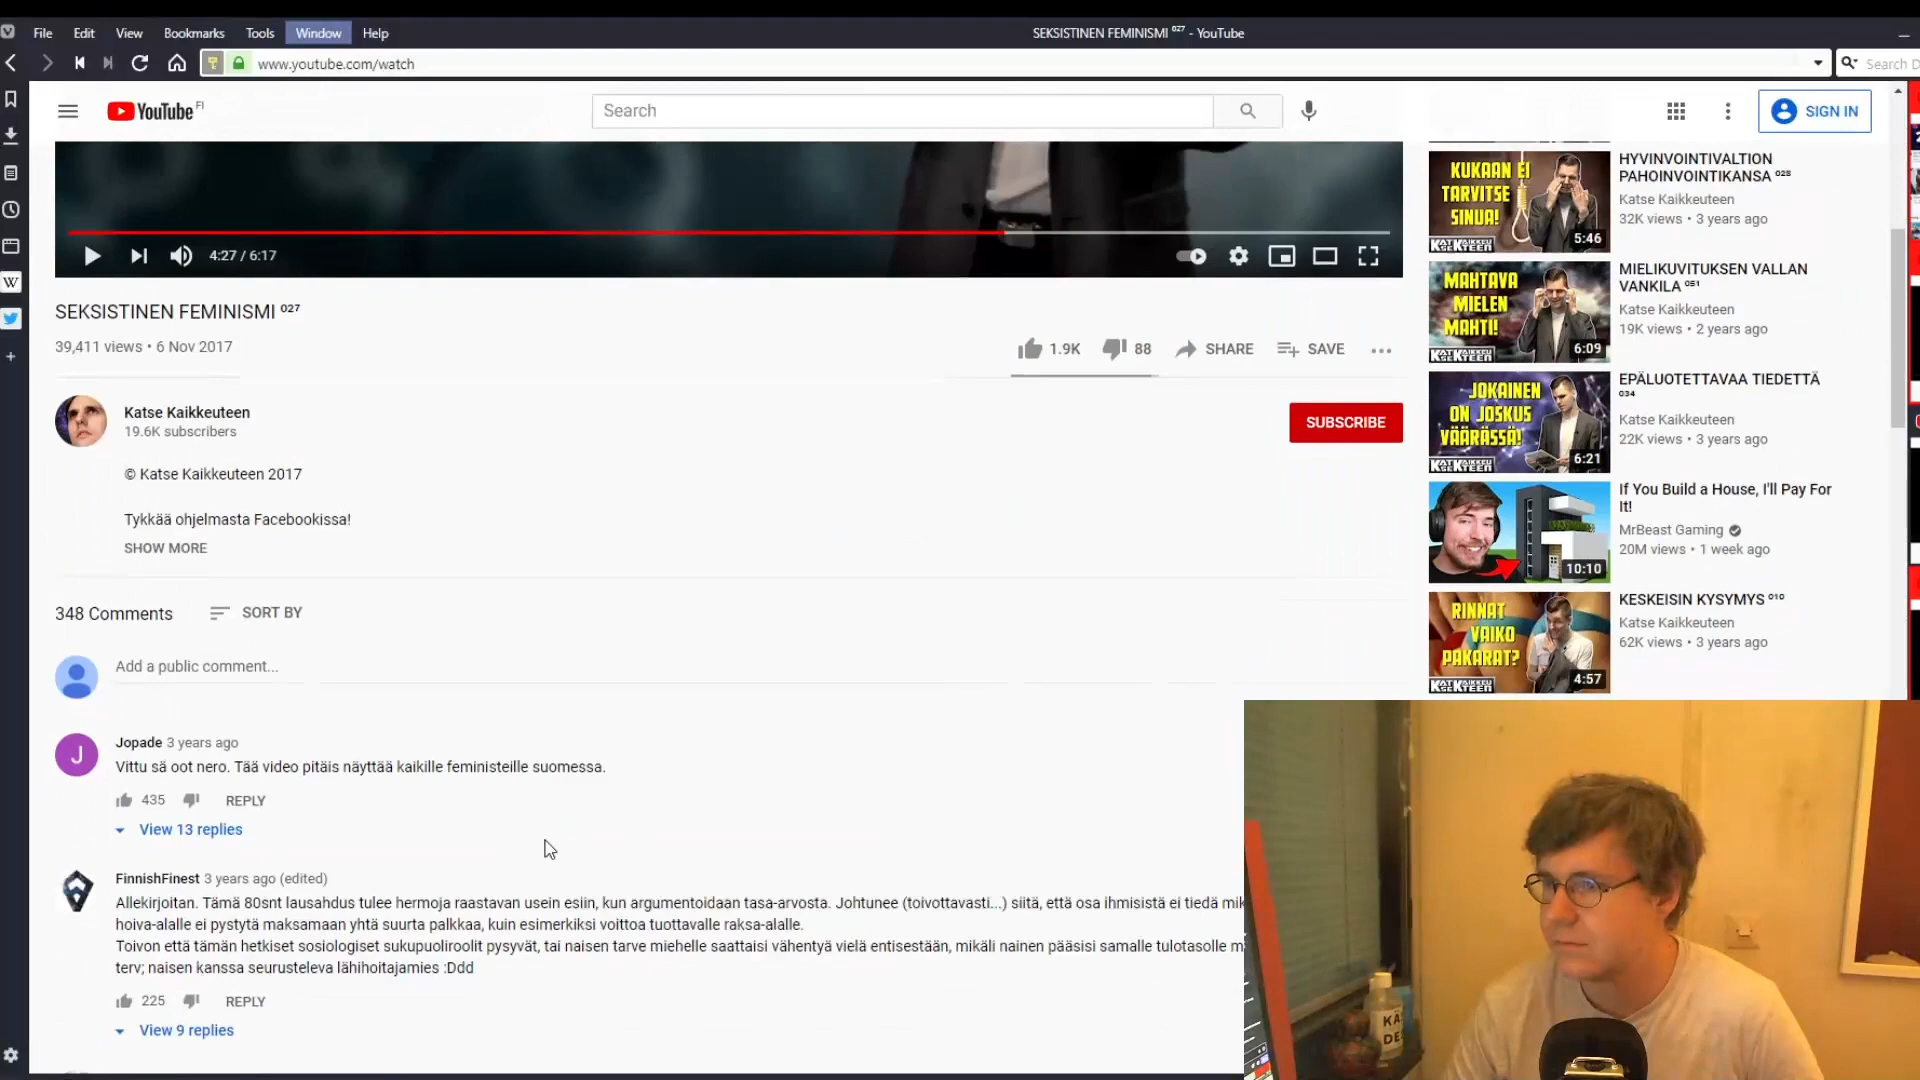 File Edit View Bookmarks Tools Window Help
SEKSISTINEN FEMINISMI ⁰²⁷ - YouTube
www.youtube.com/watch
Search D
YouTube FI
Search
SIGN IN
4:27 / 6:17
SEKSISTINEN FEMINISMI ⁰²⁷
39,411 views • 6 Nov 2017
1.9K 88 SHARE SAVE
Katse Kaikkeuteen
19.6K subscribers
SUBSCRIBE
© Katse Kaikkeuteen 2017
Tykkää ohjelmasta Facebookissa!
SHOW MORE
348 Comments SORT BY
Add a public comment...
Jopade 3 years ago
Vittu sä oot nero. Tää video pitäis näyttää kaikille feministeille suomessa.
435 REPLY
View 13 replies
FinnishFinest 3 years ago (edited)
Allekirjoitan. Tämä 80snt lausahdus tulee hermoja raastavan usein esiin, kun argumentoidaan tasa-arvosta. Johtunee (toivottavasti...) siitä, että osa ihmisistä ei tiedä mik
hoiva-alalle ei pystytä maksamaan yhtä suurta palkkaa, kuin esimerkiksi voittoa tuottavalle raksa-alalle.
Toivon että tämän hetkiset sosiologiset sukupuoliroolit pysyvät, tai naisen tarve miehelle saattaisi vähentyä vielä entisestään, mikäli nainen pääsisi samalle tulotasolle m
terv; naisen kanssa seurusteleva lähihoitajamies :Ddd
225 REPLY
View 9 replies
KUKAAN EI
TARVITSE
SINUA!
KATSE KAIKKEUTEEN
5:46
HYVINVOINTIVALTION
PAHOINVOINTIKANSA ⁰²⁸
Katse Kaikkeuteen
32K views • 3 years ago
MAHTAVA
MIELEN
MAHTI!
KATSE KAIKKEUTEEN
6:09
MIELIKUVITUKSEN VALLAN
VANKILA ⁰⁵¹
Katse Kaikkeuteen
19K views • 2 years ago
JOKAINEN
ON JOSKUS
VÄÄRÄSSÄ!
KATSE KAIKKEUTEEN
6:21
EPÄLUOTETTAVAA TIEDETTÄ
⁰³⁴
Katse Kaikkeuteen
22K views • 3 years ago
10:10
If You Build a House, I'll Pay For
It!
MrBeast Gaming
20M views • 1 week ago
RINNAT
VAIKO
PAKARAT?
KATSE KAIKKEUTEEN
4:57
KESKEISIN KYSYMYS ⁰¹⁰
Katse Kaikkeuteen
62K views • 3 years ago